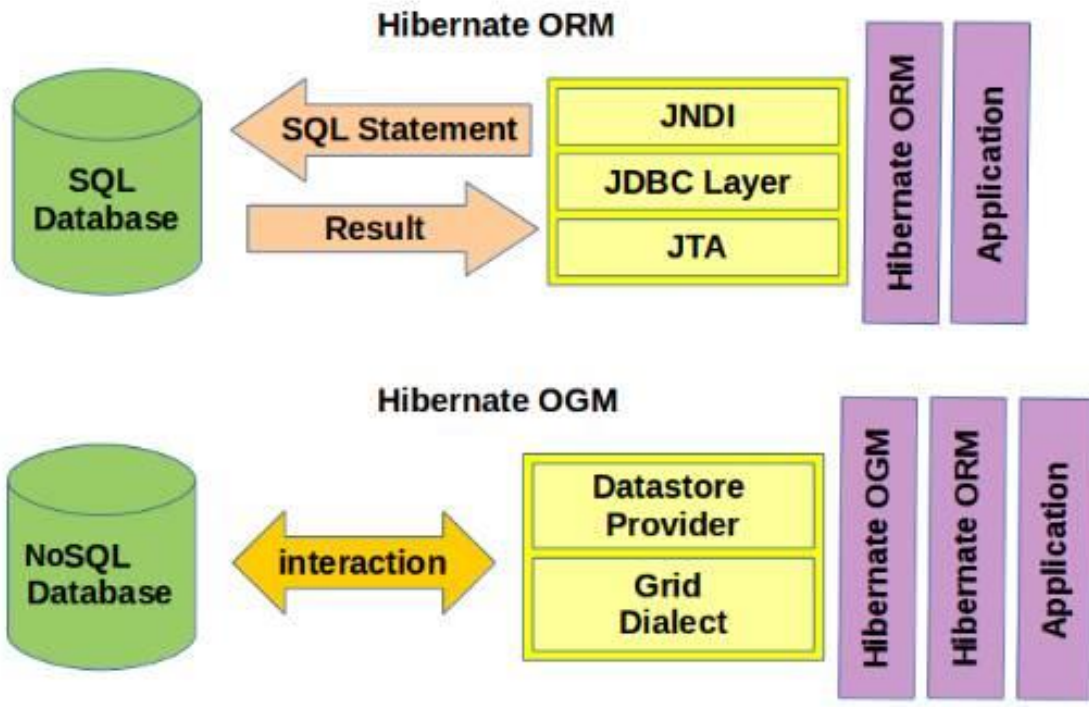 Hibernate ORM
SQL
Database
SQL Statement
Result
JNDI
JDBC Layer
JTA
Hibernate ORM
Application
Hibernate OGM
NoSQL
Database
interaction
Datastore
Provider
Grid
Dialect
Hibernate OGM
Hibernate ORM
Application